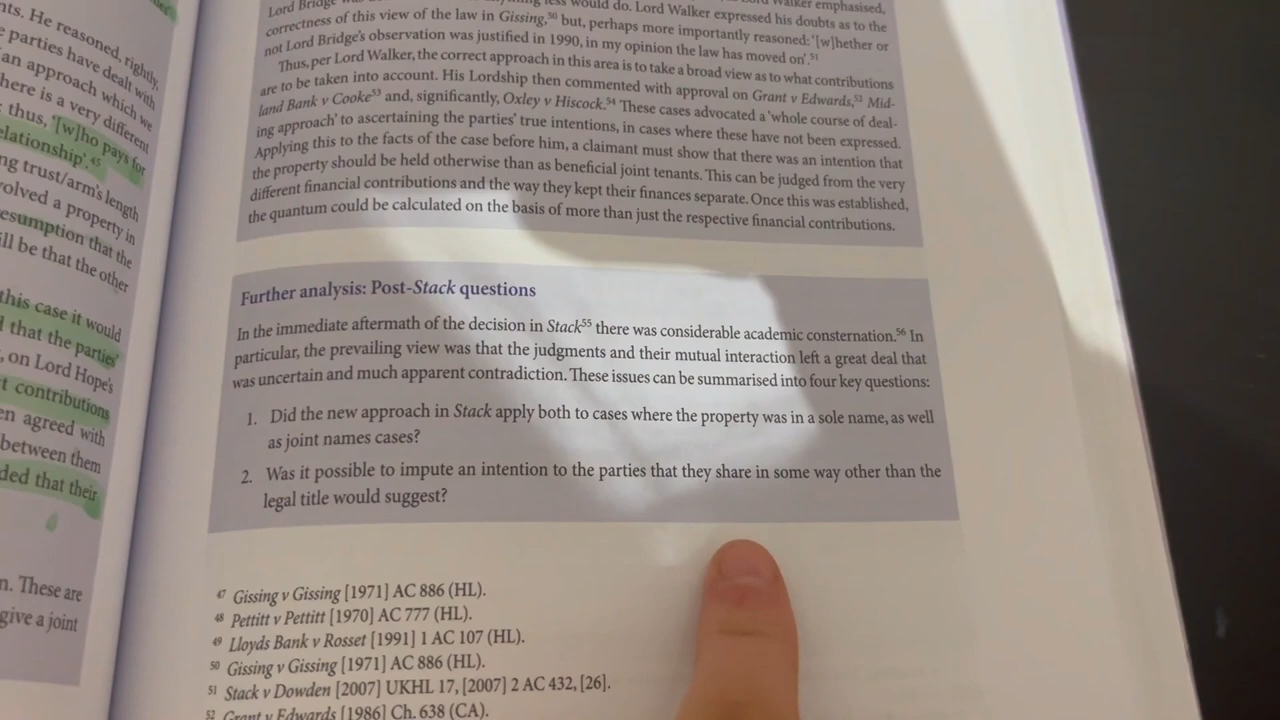 nts. He reasoned, rightly,
e parties have dealt with
an approach which we
here is a very different
thus, '[w]ho pays for
elationship'.45
ng trust/arm's length
volved a property in
esumption that the
ill be that the other
this case it would
d that the parties'
, on Lord Hope's
t contributions
en agreed with
between them
ded that their
n. These are
give a joint
Lord Bridge was less would do. Lord Walker emphasised,
correctness of this view of the law in Gissing,50 but, perhaps more importantly reasoned: '[w]hether or
not Lord Bridge's observation was justified in 1990, in my opinion the law has moved on'.51
Thus, per Lord Walker, the correct approach in this area is to take a broad view as to what contributions
are to be taken into account. His Lordship then commented with approval on Grant v Edwards,52 Mid-
land Bank v Cooke53 and, significantly, Oxley v Hiscock.54 These cases advocated a 'whole course of deal-
ing approach' to ascertaining the parties' true intentions, in cases where these have not been expressed.
Applying this to the facts of the case before him, a claimant must show that there was an intention that
the property should be held otherwise than as beneficial joint tenants. This can be judged from the very
different financial contributions and the way they kept their finances separate. Once this was established,
the quantum could be calculated on the basis of more than just the respective financial contributions.
Further analysis: Post-Stack questions
In the immediate aftermath of the decision in Stack55 there was considerable academic consternation.56 In
particular, the prevailing view was that the judgments and their mutual interaction left a great deal that
was uncertain and much apparent contradiction. These issues can be summarised into four key questions:
1. Did the new approach in Stack apply both to cases where the property was in a sole name, as well
as joint names cases?
2. Was it possible to impute an intention to the parties that they share in some way other than the
legal title would suggest?
47 Gissing v Gissing [1971] AC 886 (HL).
48 Pettitt v Pettitt [1970] AC 777 (HL).
49 Lloyds Bank v Rosset [1991] 1 AC 107 (HL).
50 Gissing v Gissing [1971] AC 886 (HL).
51 Stack v Dowden [2007] UKHL 17, [2007] 2 AC 432, [26].
52 Grant v Edwards [1986] Ch. 638 (CA).